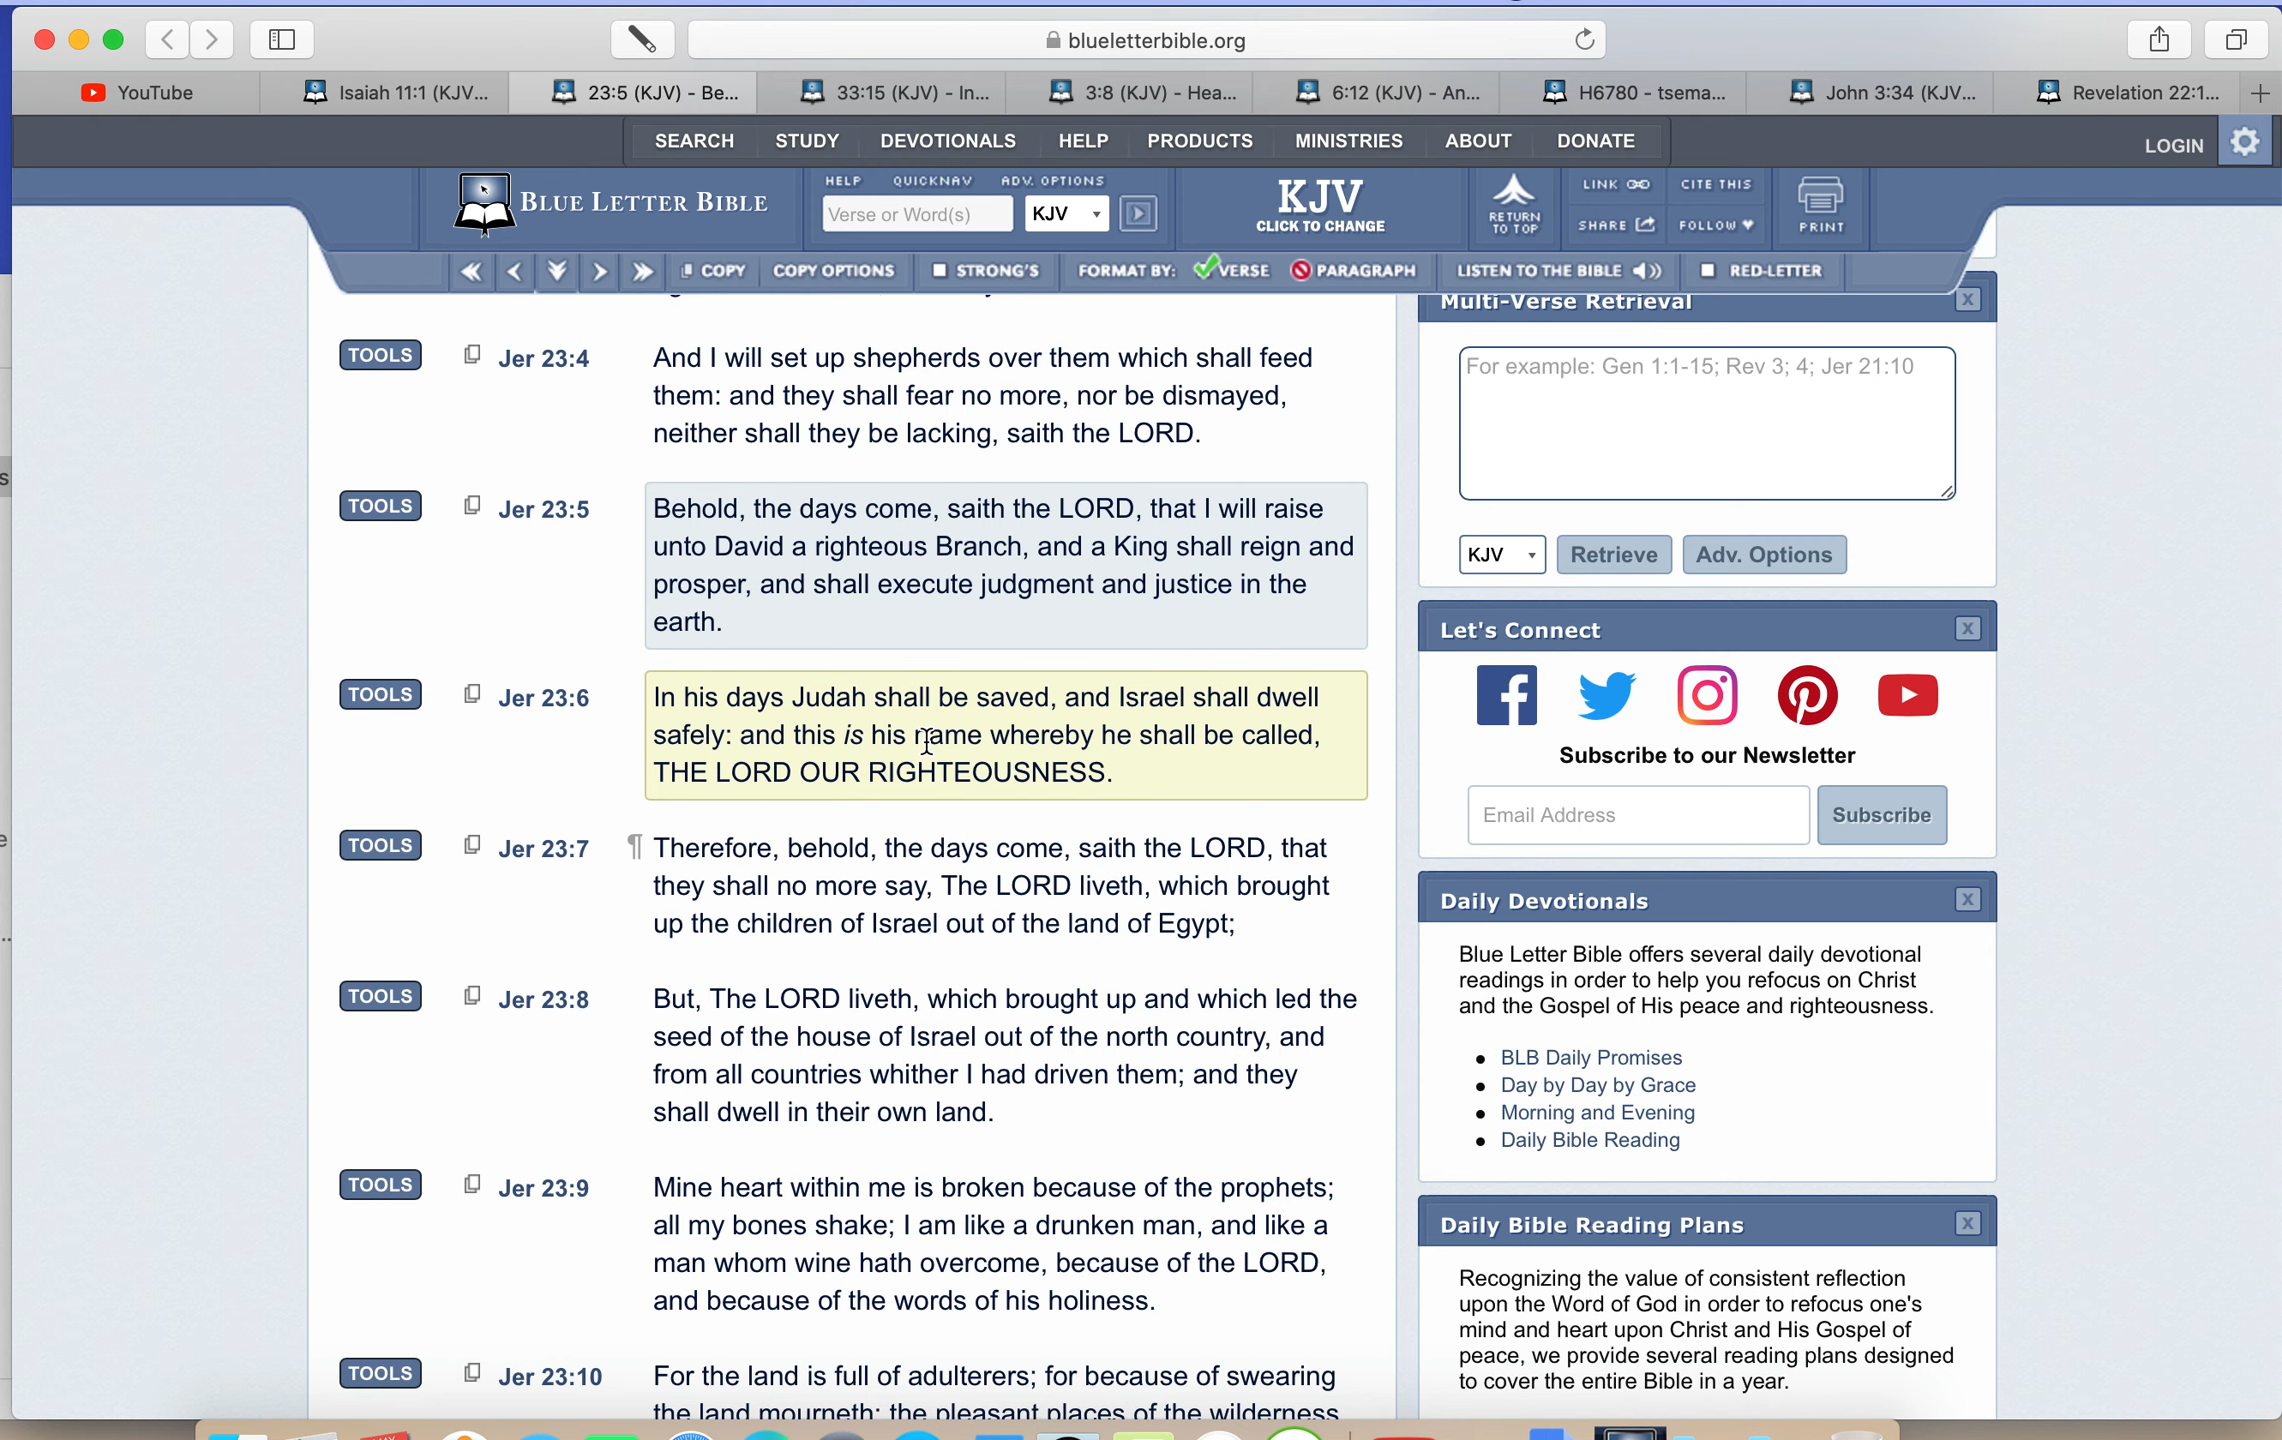 blueletterbible.org
YouTube
Isaiah 11:1 (KJV...
23:5 (KJV) - Be...
33:15 (KJV) - In...
3:8 (KJV) - Hea...
6:12 (KJV) - An...
H6780 - tsema...
John 3:34 (KJV...
Revelation 22:1...
SEARCH STUDY DEVOTIONALS HELP PRODUCTS MINISTRIES ABOUT DONATE
LOGIN
BLUE LETTER BIBLE
HELP QUICKNAV ADV. OPTIONS
Verse or Word(s)
KJV
KJV
CLICK TO CHANGE
RETURN
TO TOP
LINK
CITE THIS
SHARE
FOLLOW
PRINT
COPY COPY OPTIONS STRONG'S FORMAT BY: VERSE PARAGRAPH LISTEN TO THE BIBLE RED-LETTER
TOOLS Jer 23:4
And I will set up shepherds over them which shall feed
them: and they shall fear no more, nor be dismayed,
neither shall they be lacking, saith the LORD.
TOOLS Jer 23:5
Behold, the days come, saith the LORD, that I will raise
unto David a righteous Branch, and a King shall reign and
prosper, and shall execute judgment and justice in the
earth.
TOOLS Jer 23:6
In his days Judah shall be saved, and Israel shall dwell
safely: and this is his name whereby he shall be called,
THE LORD OUR RIGHTEOUSNESS.
TOOLS Jer 23:7
¶ Therefore, behold, the days come, saith the LORD, that
they shall no more say, The LORD liveth, which brought
up the children of Israel out of the land of Egypt;
TOOLS Jer 23:8
But, The LORD liveth, which brought up and which led the
seed of the house of Israel out of the north country, and
from all countries whither I had driven them; and they
shall dwell in their own land.
TOOLS Jer 23:9
Mine heart within me is broken because of the prophets;
all my bones shake; I am like a drunken man, and like a
man whom wine hath overcome, because of the LORD,
and because of the words of his holiness.
TOOLS Jer 23:10
For the land is full of adulterers; for because of swearing
the land mourneth; the pleasant places of the wilderness
Multi-Verse Retrieval
For example: Gen 1:1-15; Rev 3; 4; Jer 21:10
KJV Retrieve Adv. Options
Let's Connect
Subscribe to our Newsletter
Email Address Subscribe
Daily Devotionals
Blue Letter Bible offers several daily devotional
readings in order to help you refocus on Christ
and the Gospel of His peace and righteousness.
BLB Daily Promises
Day by Day by Grace
Morning and Evening
Daily Bible Reading
Daily Bible Reading Plans
Recognizing the value of consistent reflection
upon the Word of God in order to refocus one's
mind and heart upon Christ and His Gospel of
peace, we provide several reading plans designed
to cover the entire Bible in a year.